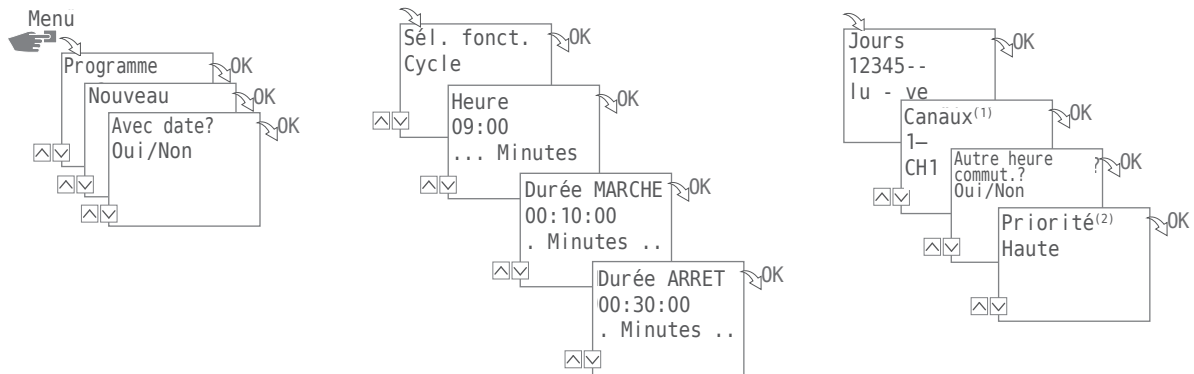 Menu
Programme
OK
Nouveau
OK
Avec date?
OK
Oui/Non
Sél. fonct.
OK
Cycle
Heure
OK
09:00
... Minutes
Durée MARCHE
OK
00:10:00
. Minutes ..
Durée ARRET
OK
00:30:00
. Minutes ..
Jours
OK
12345--
lu - ve
Canaux(1)
OK
1–
CH1
Autre heure
commut.?
OK
Oui/Non
Priorité(2)
OK
Haute